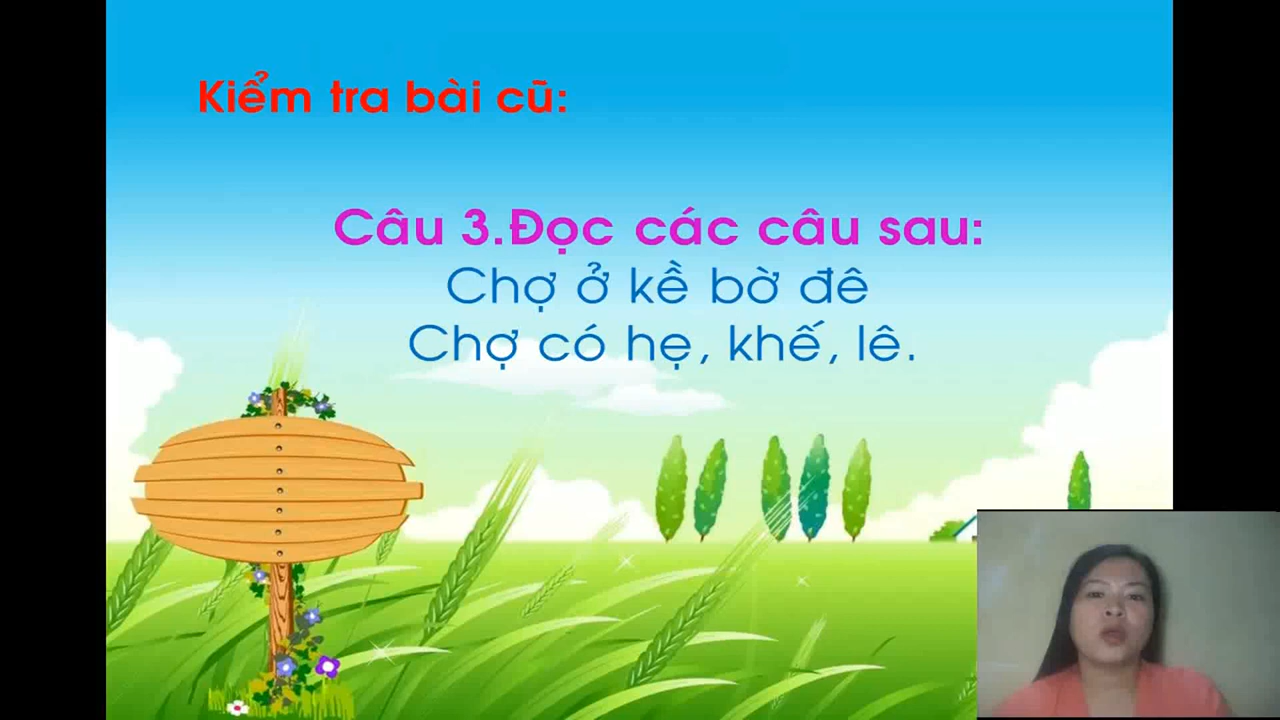 Kiểm tra bài cũ:
Câu 3.Đọc các câu sau:
Chợ ở kề bờ đê
Chợ có hẹ, khế, lê.